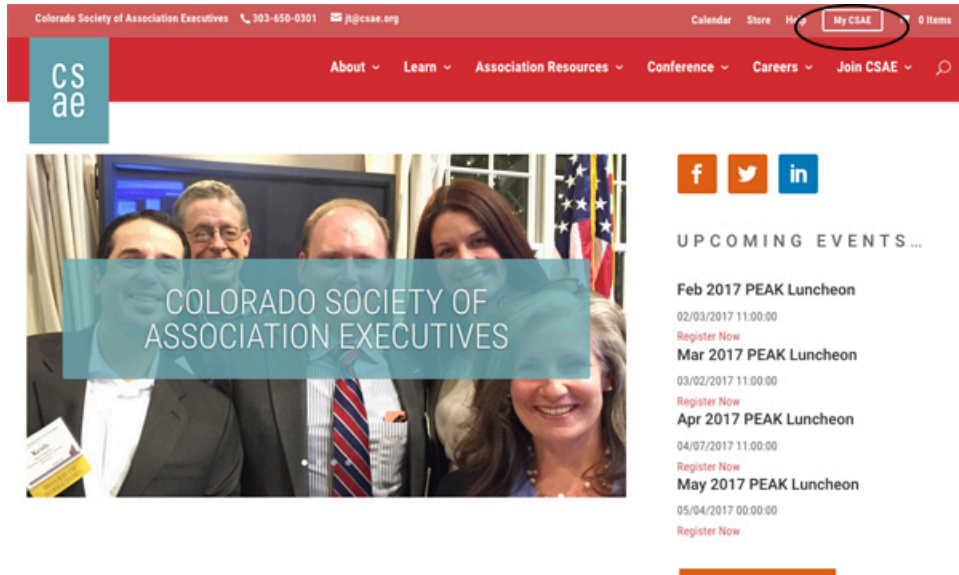 Colorado Society of Association Executives 303-650-0301 jt@csae.org Calendar Store Help My CSAE 0 Items
cs
ae
About Learn Association Resources Conference Careers Join CSAE
COLORADO SOCIETY OF
ASSOCIATION EXECUTIVES
Keith
f in
UPCOMING EVENTS…
Feb 2017 PEAK Luncheon
02/03/2017 11:00:00
Register Now
Mar 2017 PEAK Luncheon
03/02/2017 11:00:00
Register Now
Apr 2017 PEAK Luncheon
04/07/2017 11:00:00
Register Now
May 2017 PEAK Luncheon
05/04/2017 00:00:00
Register Now